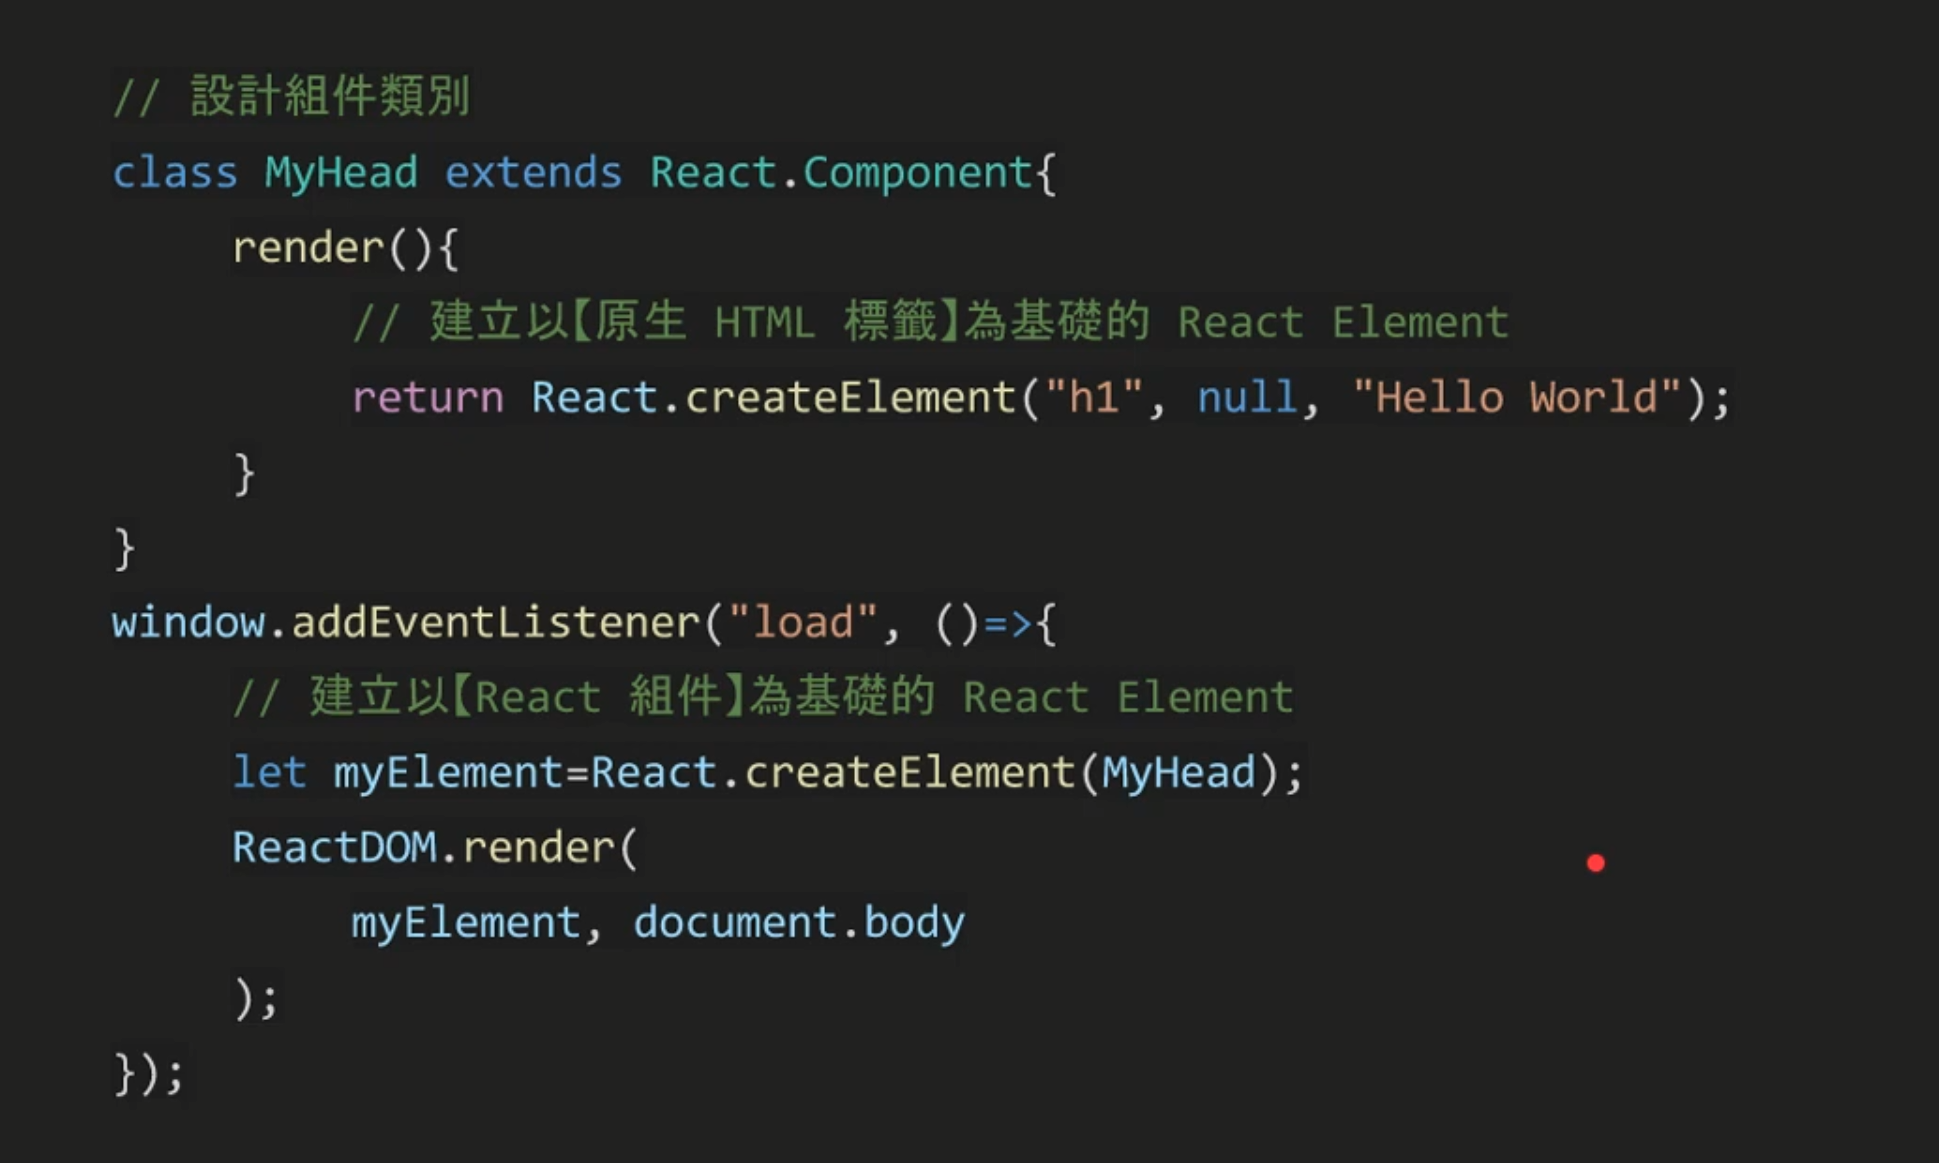 // 設計組件類別
class MyHead extends React.Component{
render(){
// 建立以【原生 HTML 標籤】為基礎的 React Element
return React.createElement("h1", null, "Hello World");
}
}
window.addEventListener("load", ()=>{
// 建立以【React 組件】為基礎的 React Element
let myElement=React.createElement(MyHead);
ReactDOM.render(
myElement, document.body
);
});